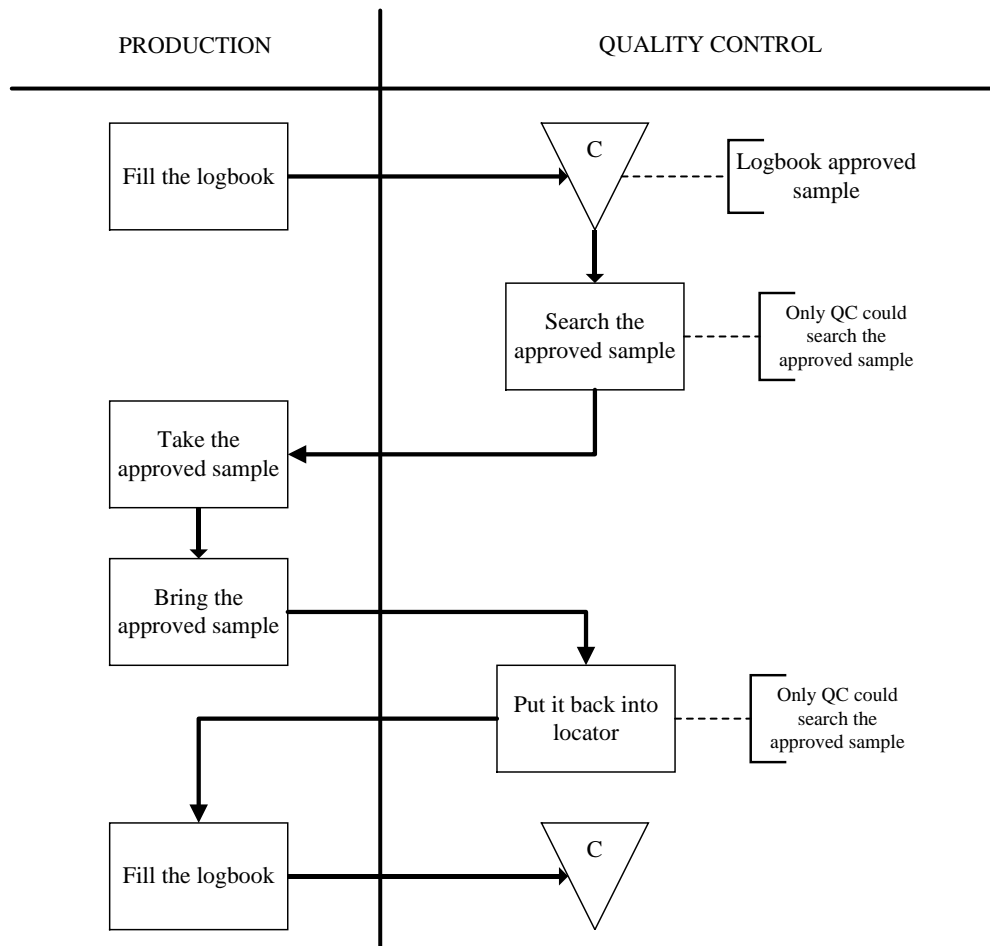 PRODUCTION
QUALITY CONTROL
Fill the logbook
C
Logbook approved
sample
Search the
approved sample
Only QC could
search the
approved sample
Take the
approved sample
Bring the
approved sample
Put it back into
locator
Only QC could
search the
approved sample
Fill the logbook
C